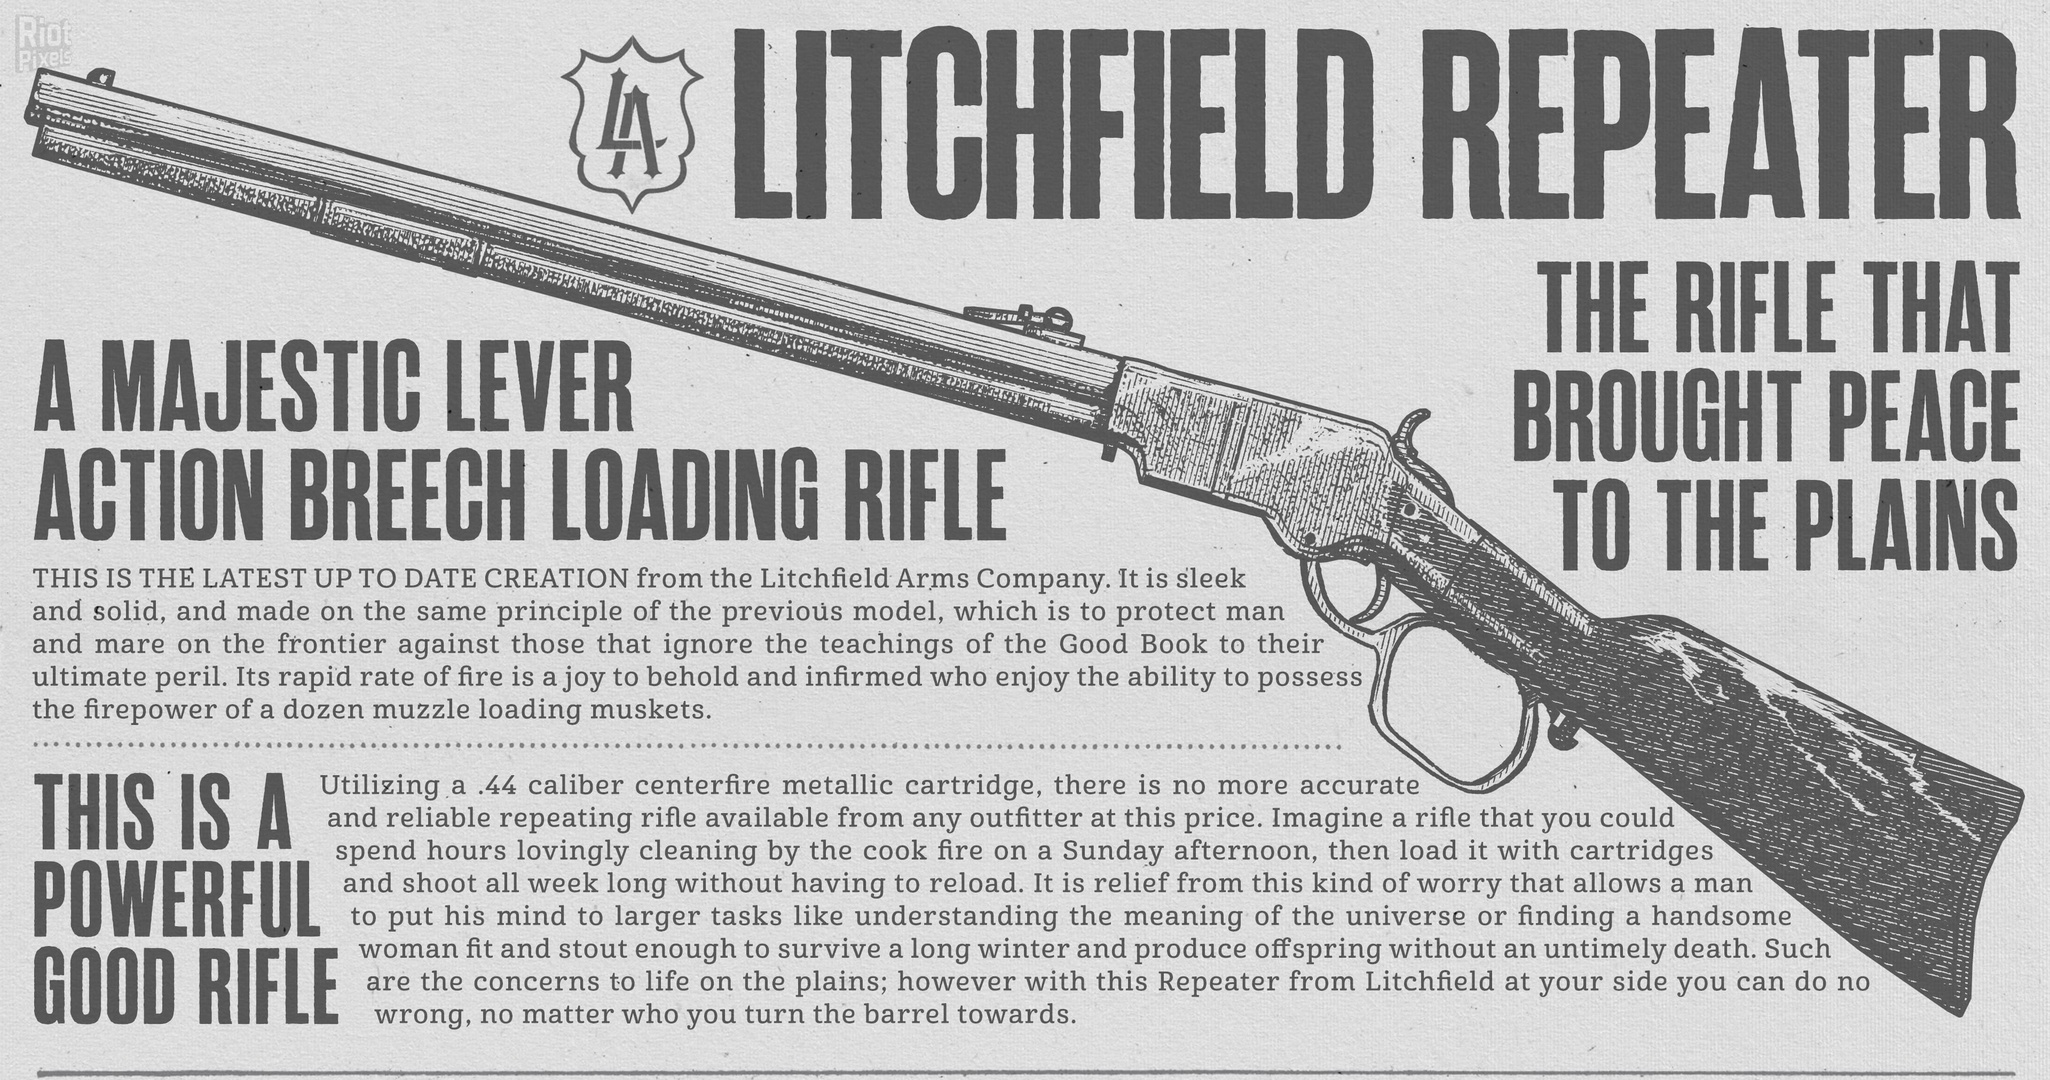 Riot
Pixels
LA
LITCHFIELD REPEATER
THE RIFLE THAT
BROUGHT PEACE
TO THE PLAINS
A MAJESTIC LEVER
ACTION BREECH LOADING RIFLE
THIS IS THE LATEST UP TO DATE CREATION from the Litchfield Arms Company. It is sleek
and solid, and made on the same principle of the previous model, which is to protect man
and mare on the frontier against those that ignore the teachings of the Good Book to their
ultimate peril. Its rapid rate of fire is a joy to behold and infirmed who enjoy the ability to possess
the firepower of a dozen muzzle loading muskets.
THIS IS A
POWERFUL
GOOD RIFLE
Utilizing a .44 caliber centerfire metallic cartridge, there is no more accurate
and reliable repeating rifle available from any outfitter at this price. Imagine a rifle that you could
spend hours lovingly cleaning by the cook fire on a Sunday afternoon, then load it with cartridges
and shoot all week long without having to reload. It is relief from this kind of worry that allows a man
to put his mind to larger tasks like understanding the meaning of the universe or finding a handsome
woman fit and stout enough to survive a long winter and produce offspring without an untimely death. Such
are the concerns to life on the plains; however with this Repeater from Litchfield at your side you can do no
wrong, no matter who you turn the barrel towards.